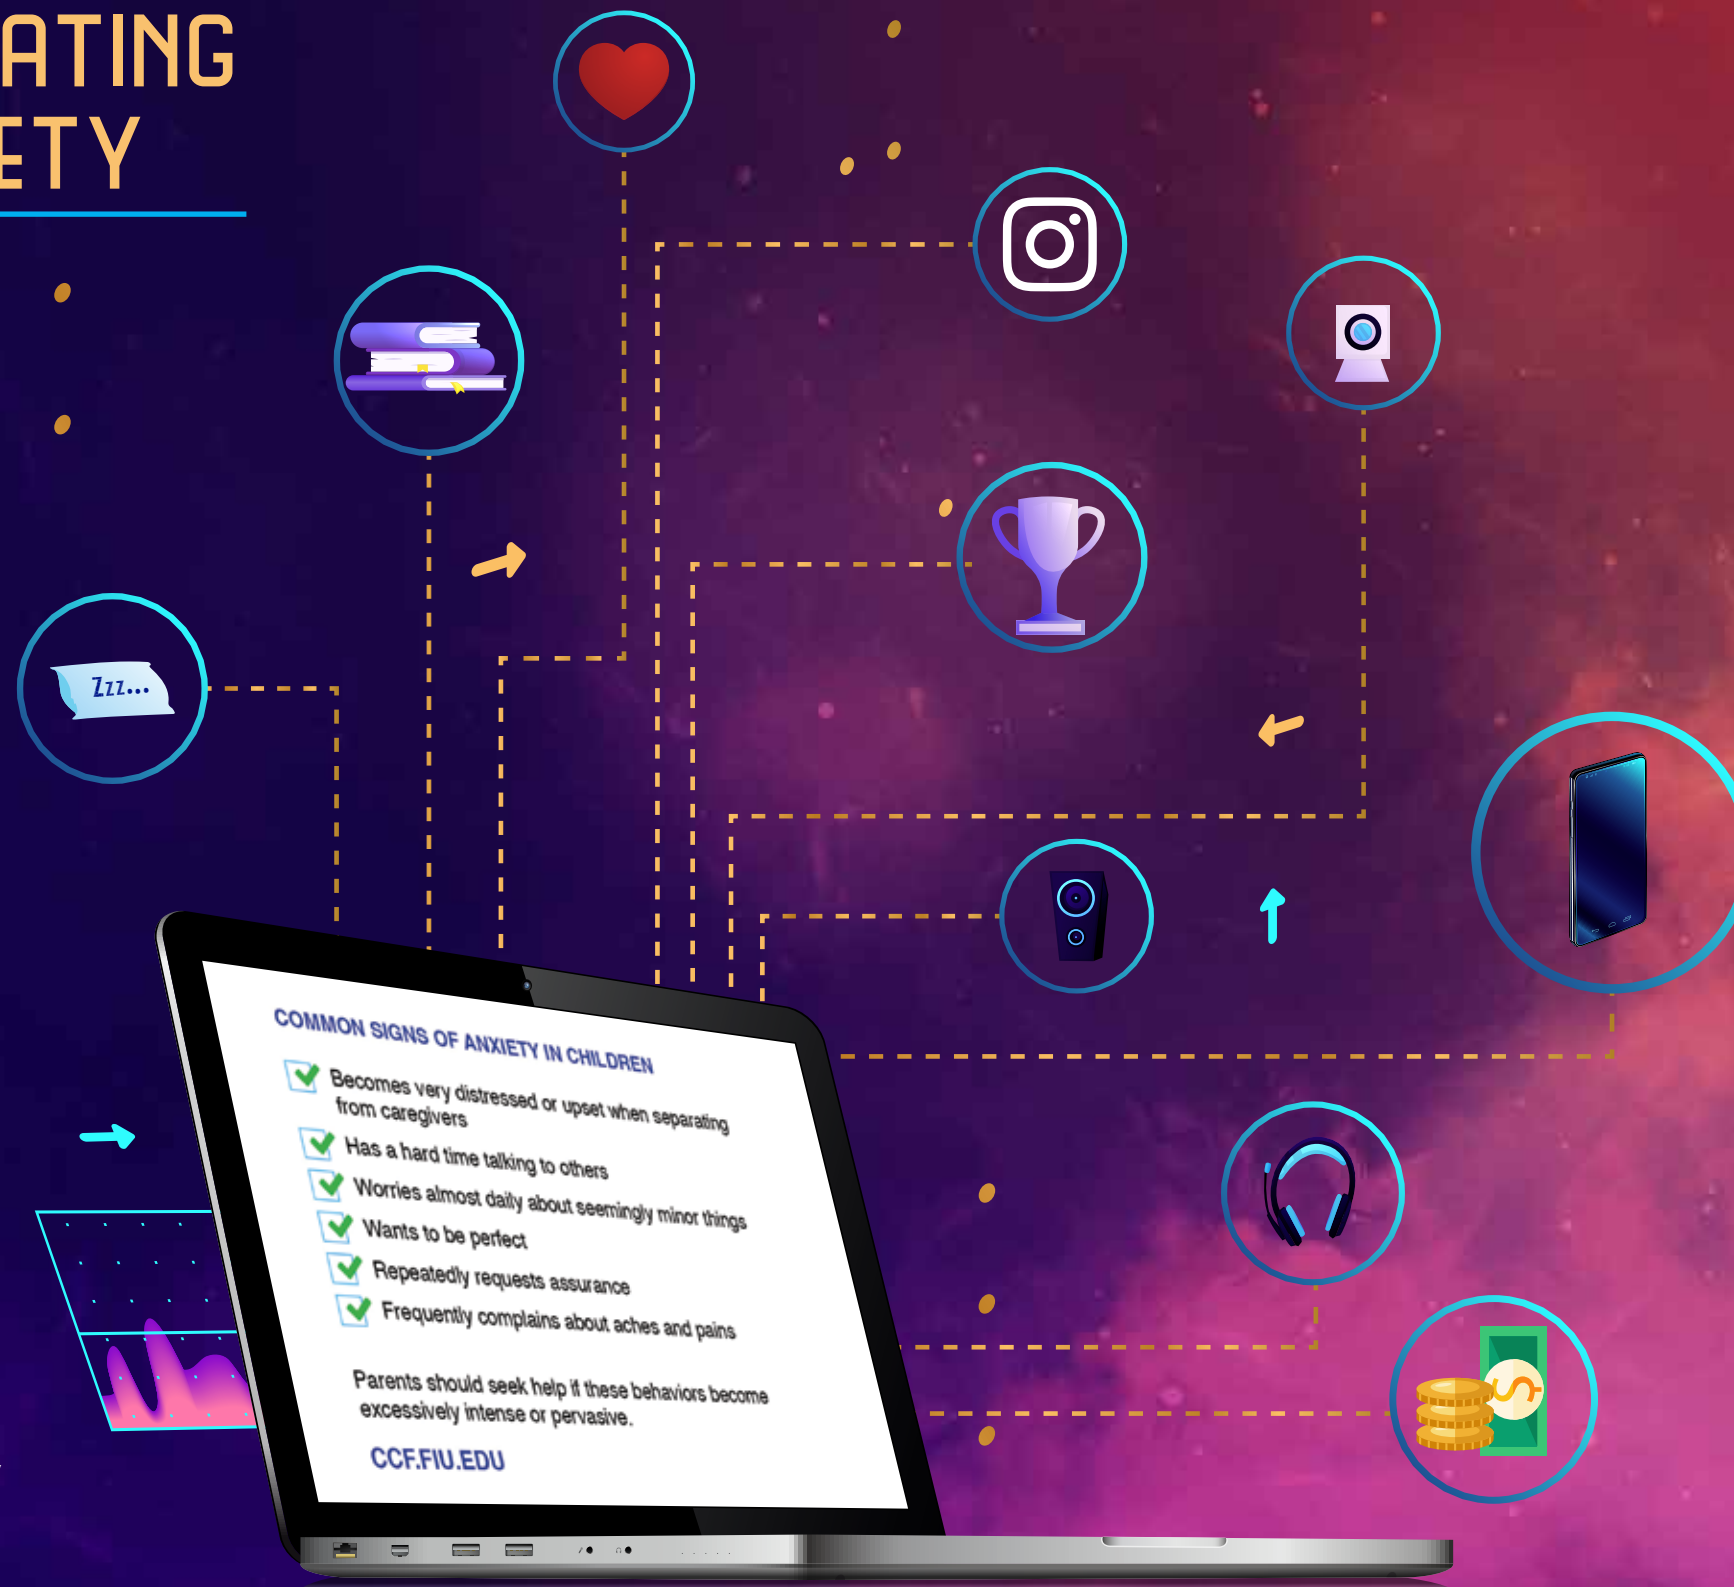 ATING
ETY
Zzz...
COMMON SIGNS OF ANXIETY IN CHILDREN
Becomes very distressed or upset when separating
from caregivers
Has a hard time talking to others
Worries almost daily about seemingly minor things
Wants to be perfect
Repeatedly requests assurance
Frequently complains about aches and pains
Parents should seek help if these behaviors become
excessively intense or pervasive.
CCF.FIU.EDU